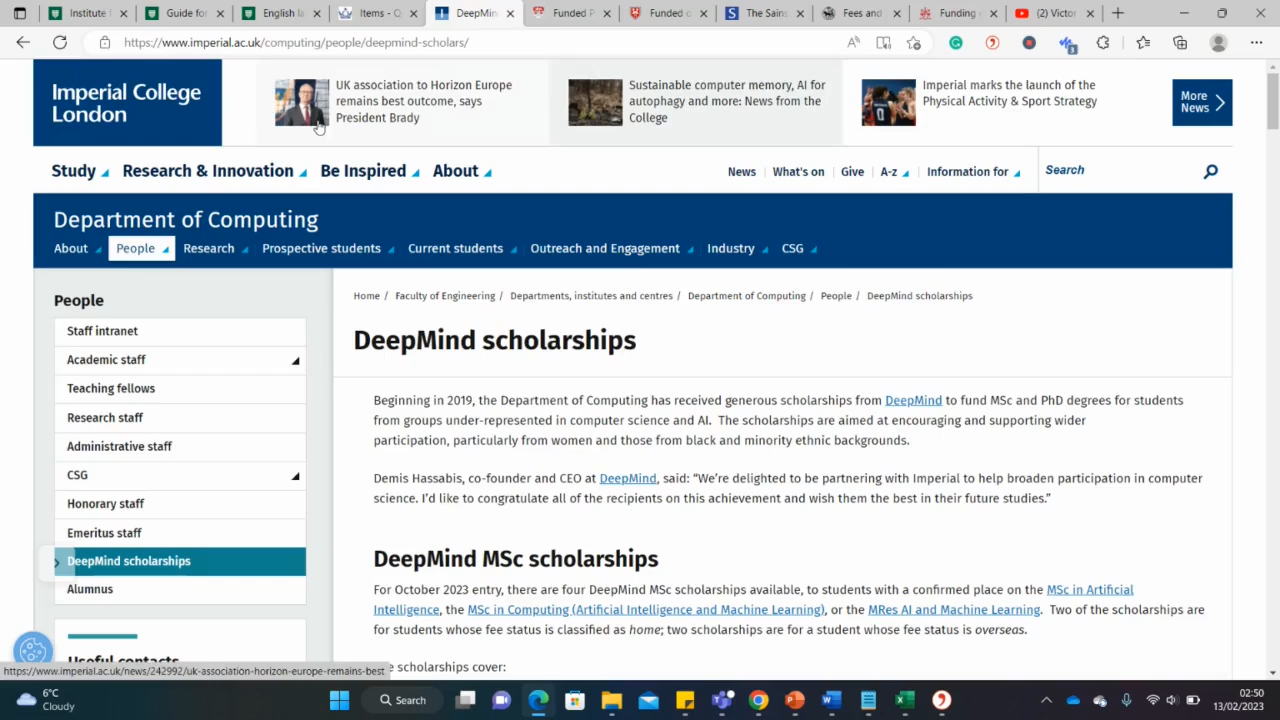 Institute f
Guide for
English la
Items - Q
DeepMind
Funded P
Funded o
The Sains
Fees and
Funding
(2) Victor
https://www.imperial.ac.uk/computing/people/deepmind-scholars/
3
Imperial College
London
UK association to Horizon Europe
remains best outcome, says
President Brady
Sustainable computer memory, AI for
autophagy and more: News from the
College
Imperial marks the launch of the
Physical Activity & Sport Strategy
More
News
Study
Research & Innovation
Be Inspired
About
News
What's on
Give
A-z
Information for
Search
Department of Computing
About
People
Research
Prospective students
Current students
Outreach and Engagement
Industry
CSG
People
Staff intranet
Academic staff
Teaching fellows
Research staff
Administrative staff
CSG
Honorary staff
Emeritus staff
DeepMind scholarships
Alumnus
Useful contacts
Home / Faculty of Engineering / Departments, institutes and centres / Department of Computing / People / DeepMind scholarships
DeepMind scholarships
Beginning in 2019, the Department of Computing has received generous scholarships from DeepMind to fund MSc and PhD degrees for students
from groups under-represented in computer science and AI. The scholarships are aimed at encouraging and supporting wider
participation, particularly from women and those from black and minority ethnic backgrounds.
Demis Hassabis, co-founder and CEO at DeepMind, said: “We’re delighted to be partnering with Imperial to help broaden participation in computer
science. I’d like to congratulate all of the recipients on this achievement and wish them the best in their future studies.”
DeepMind MSc scholarships
For October 2023 entry, there are four DeepMind MSc scholarships available, to students with a confirmed place on the MSc in Artificial
Intelligence, the MSc in Computing (Artificial Intelligence and Machine Learning), or the MRes AI and Machine Learning. Two of the scholarships are
for students whose fee status is classified as home; two scholarships are for a student whose fee status is overseas.
e scholarships cover:
https://www.imperial.ac.uk/news/242992/uk-association-horizon-europe-remains-best
6°C
Cloudy
Search
02:50
13/02/2023